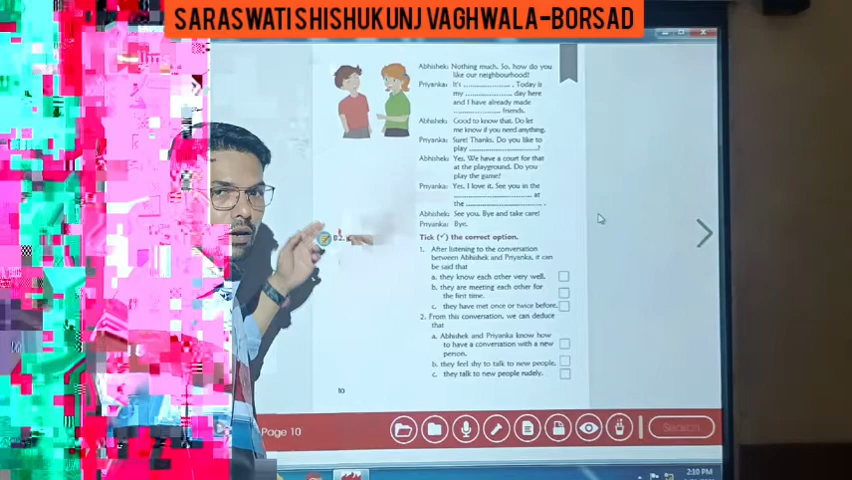 SARASWATI SHISHUKUNJ VAGHWALA-BORSAD
Abhishek: Nothing much. So, how do you
like our neighbourhood?
Priyanka: It's ................ . Today is
my ................ day here
and I have already made
................ friends.
Abhishek: Good to know that. Do let
me know if you need anything.
Priyanka: Sure! Thanks. Do you like to
play ................?
Abhishek: Yes. We have a court for that
at the playground. Do you
play the game?
Priyanka: Yes, I love it. See you in the
................ at
the ................ .
Abhishek: See you. Bye and take care!
Priyanka: Bye.
B2.
Tick (✓) the correct option.
1. After listening to the conversation
between Abhishek and Priyanka, it can
be said that
a. they know each other very well.
b. they are meeting each other for
the first time.
c. they have met once or twice before.
2. From this conversation, we can deduce
that
a. Abhishek and Priyanka know how
to have a conversation with a new
person.
b. they feel shy to talk to new people.
c. they talk to new people rudely.
10
Page 10
Search
2:10 PM